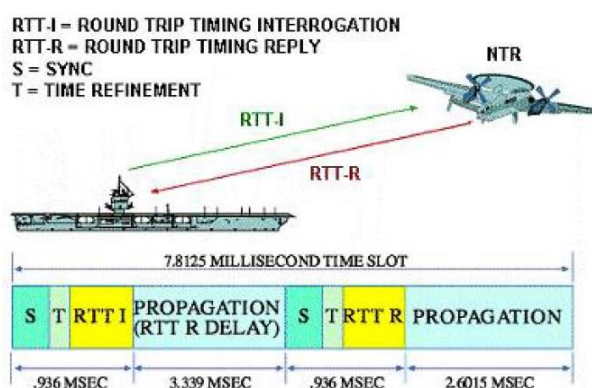 RTT-I = ROUND TRIP TIMING INTERROGATION
RTT-R = ROUND TRIP TIMING REPLY
S = SYNC
T = TIME REFINEMENT
NTR
RTT-I
RTT-R
7.8125 MILLISECOND TIME SLOT
S T RTT I PROPAGATION (RTT R DELAY) S T RTT R PROPAGATION
.936 MSEC 3.339 MSEC .936 MSEC 2.6015 MSEC